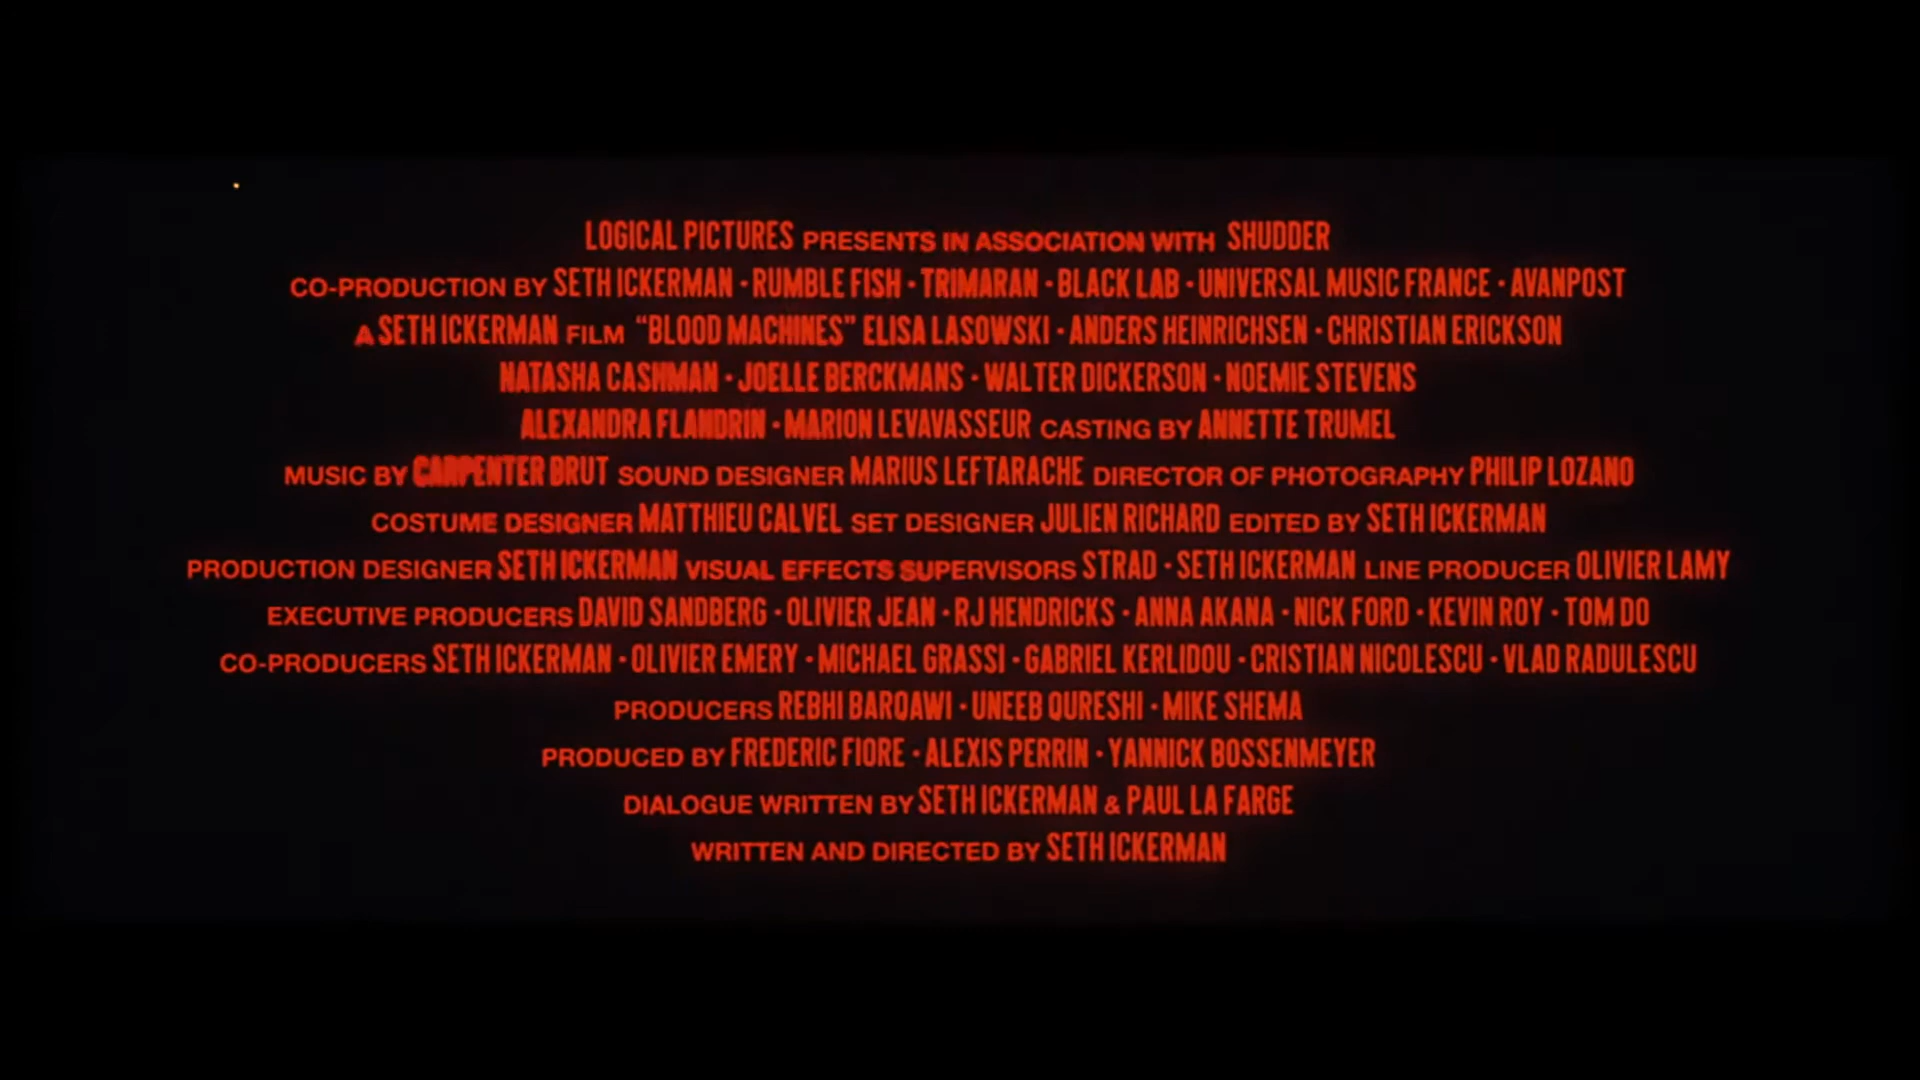 LOGICAL PICTURES PRESENTS IN ASSOCIATION WITH SHUDDER
CO-PRODUCTION BY SETH ICKERMAN · RUMBLE FISH · TRIMARAN · BLACK LAB · UNIVERSAL MUSIC FRANCE · AVANPOST
A SETH ICKERMAN FILM “BLOOD MACHINES” ELISA LASOWSKI · ANDERS HEINRICHSEN · CHRISTIAN ERICKSON
NATASHA CASHMAN · JOELLE BERCKMANS · WALTER DICKERSON · NOEMIE STEVENS
ALEXANDRA FLANDRIN · MARION LEVAVASSEUR CASTING BY ANNETTE TRUMEL
MUSIC BY CARPENTER BRUT SOUND DESIGNER MARIUS LEFTARACHE DIRECTOR OF PHOTOGRAPHY PHILIP LOZANO
COSTUME DESIGNER MATTHIEU CALVEL SET DESIGNER JULIEN RICHARD EDITED BY SETH ICKERMAN
PRODUCTION DESIGNER SETH ICKERMAN VISUAL EFFECTS SUPERVISORS STRAD · SETH ICKERMAN LINE PRODUCER OLIVIER LAMY
EXECUTIVE PRODUCERS DAVID SANDBERG · OLIVIER JEAN · RJ HENDRICKS · ANNA AKANA · NICK FORD · KEVIN ROY · TOM DO
CO-PRODUCERS SETH ICKERMAN · OLIVIER EMERY · MICHAEL GRASSI · GABRIEL KERLIDOU · CRISTIAN NICOLESCU · VLAD RADULESCU
PRODUCERS REBHI BARQAWI · UNEEB QURESHI · MIKE SHEMA
PRODUCED BY FREDERIC FIORE · ALEXIS PERRIN · YANNICK BOSSENMEYER
DIALOGUE WRITTEN BY SETH ICKERMAN & PAUL LA FARGE
WRITTEN AND DIRECTED BY SETH ICKERMAN